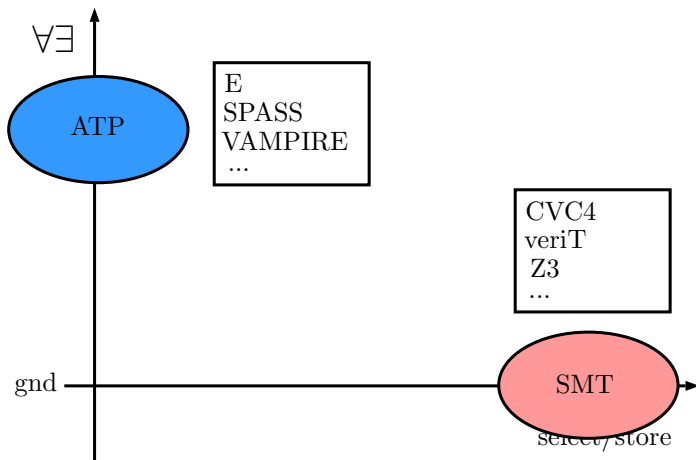 ∀∃
ATP
E
SPASS
VAMPIRE
...
CVC4
veriT
Z3
...
gnd
SMT
select/store